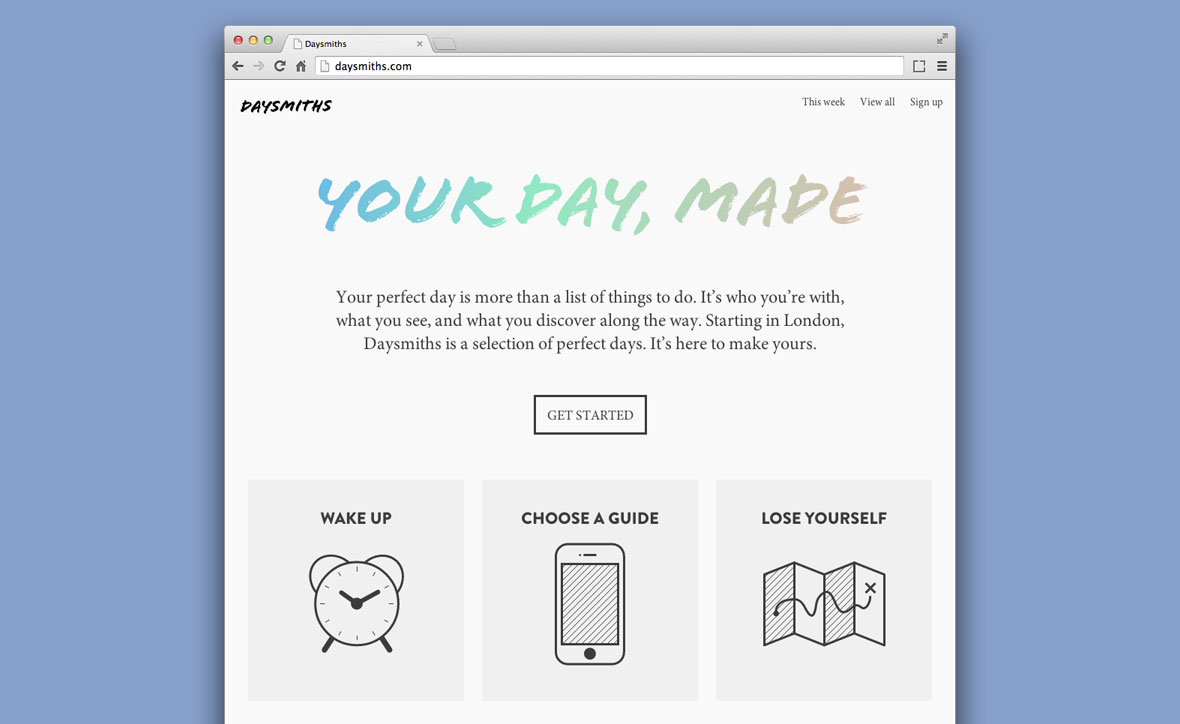 Daysmiths
daysmiths.com
DAYSMITHS
This week View all Sign up
YOUR DAY, MADE
Your perfect day is more than a list of things to do. It’s who you’re with,
what you see, and what you discover along the way. Starting in London,
Daysmiths is a selection of perfect days. It’s here to make yours.
GET STARTED
WAKE UP
CHOOSE A GUIDE
LOSE YOURSELF